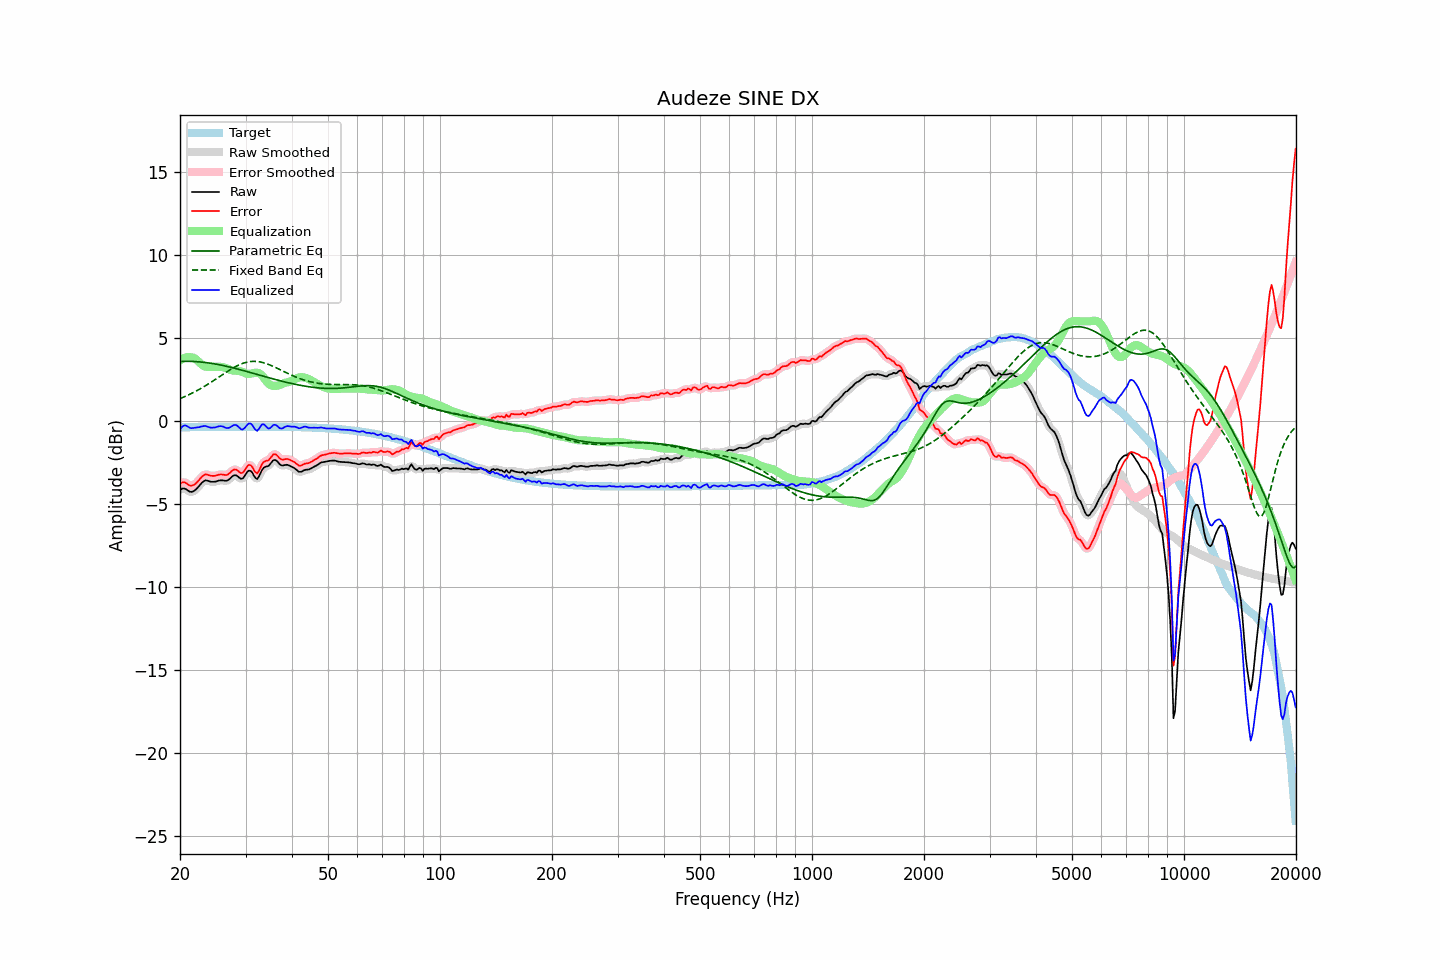 Audeze SINE DX
Target
Raw Smoothed
Error Smoothed
Raw
Error
Equalization
Parametric Eq
Fixed Band Eq
Equalized
15
10
5
0
−5
−10
−15
−20
−25
Amplitude (dBr)
20
50
100
200
500
1000
2000
5000
10000
20000
Frequency (Hz)